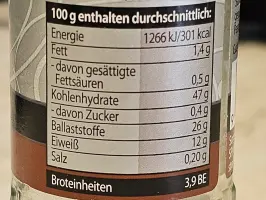 100 g enthalten durchschnittlich:
Energie 1266 kJ/301 kcal
Fett 1,4 g
-davon gesättigte
Fettsäuren 0,5 g
Kohlenhydrate 47 g
-davon Zucker 0,4 g
Ballaststoffe 26 g
Eiweiß 12 g
Salz 0,20 g
Broteinheiten 3,9 BE